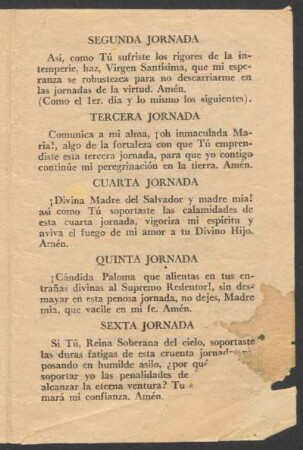 SEGUNDA JORNADA
Así, como Tú sufriste los rigores de la in-
temperie, haz, Virgen Santísima, que mi espe-
ranza se robustezca para no descarriarme en
las jornadas de la virtud. Amén.
(Como el 1er. día y lo mismo los siguientes).
TERCERA JORNADA
Comunica a mi alma, ¡oh inmaculada Ma-
ría!, algo de la fortaleza con que Tú empren-
diste esta tercera jornada, para que yo contigo
continúe mi peregrinación en la tierra. Amén.
CUARTA JORNADA
¡Divina Madre del Salvador y madre mía!
así como Tú soportaste las calamidades de
esta cuarta jornada, vigoriza mi espíritu y
aviva el fuego de mi amor a tu Divino Hijo.
Amén.
QUINTA JORNADA
¡Cándida Paloma que alientas en tus en-
trañas divinas al Supremo Redentor!, sin des-
mayar en esta penosa jornada, no dejes, Madre
mía, que vacile en mi fe. Amén.
SEXTA JORNADA
Si Tú, Reina Soberana del cielo, soportaste
las duras fatigas de esta cruenta jornad
posando en humilde asilo, ¿por qué
soportar yo las penalidades de
alcanzar la eterna ventura? Tu
mará mi confianza. Amén.